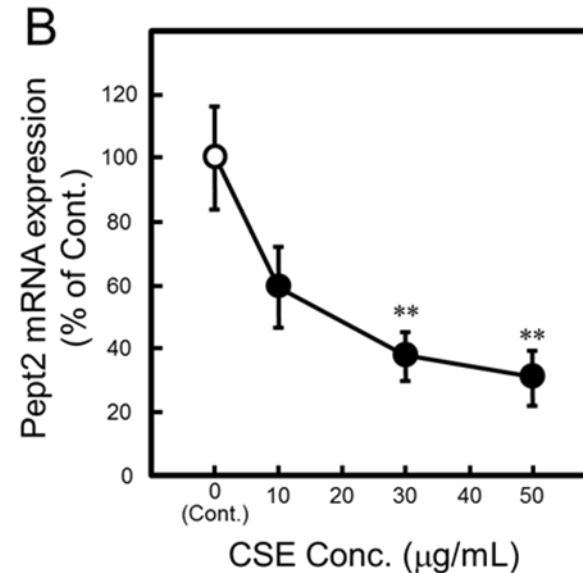 B
Pept2 mRNA expression
(% of Cont.)
120
100
80
60
40
20
0
**
**
0 10 20 30 40 50
(Cont.)
CSE Conc. (μg/mL)